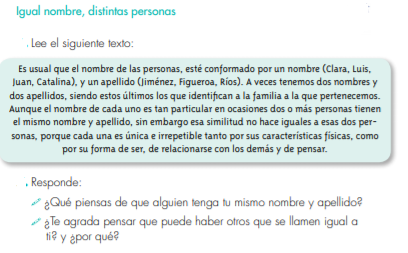 Igual nombre, distintas personas
Lee el siguiente texto:
Es usual que el nombre de las personas, esté conformado por un nombre (Clara, Luis,
Juan, Catalina), y un apellido (Jiménez, Figueroa, Ríos). A veces tenemos dos nombres y
dos apellidos, siendo estos últimos los que identifican a la familia a la que pertenecemos.
Aunque el nombre de cada uno es tan particular en ocasiones dos o más personas tienen
el mismo nombre y apellido, sin embargo esa similitud no hace iguales a esas dos per-
sonas, porque cada una es única e irrepetible tanto por sus características físicas, como
por su forma de ser, de relacionarse con los demás y de pensar.
Responde:
¿Qué piensas de que alguien tenga tu mismo nombre y apellido?
¿Te agrada pensar que puede haber otros que se llamen igual a
ti? y ¿por qué?